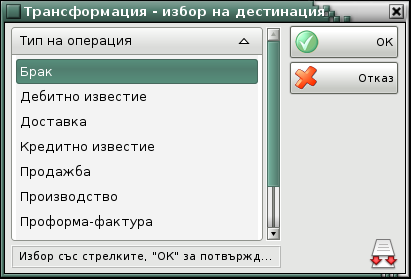 Трансформация - избор на дестинация
Тип на операция
Брак
Дебитно известие
Доставка
Кредитно известие
Продажба
Производство
Проформа-фактура
OK
Отказ
Избор със стрелките, "ОК" за потвържд...